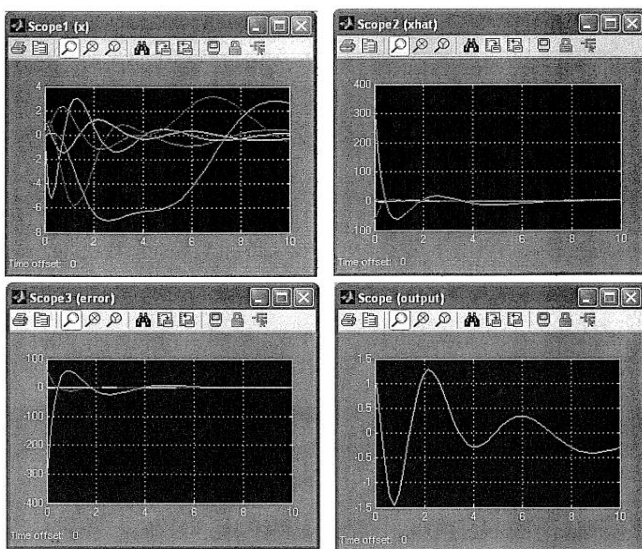 Scope1 (x)
4
2
0
-2
-4
-6
-8
0 2 4 6 8 10
Time offset: 0
Scope2 (xhat)
400
300
200
100
0
100
0 2 4 6 8 10
Time offset: 0
Scope3 (error)
100
0
-100
-200
-300
-400
0 2 4 6 8 10
Time offset: 0
Scope (output)
1.5
1
0.5
0
-0.5
-1
-1.5
0 2 4 6 8 10
Time offset: 0